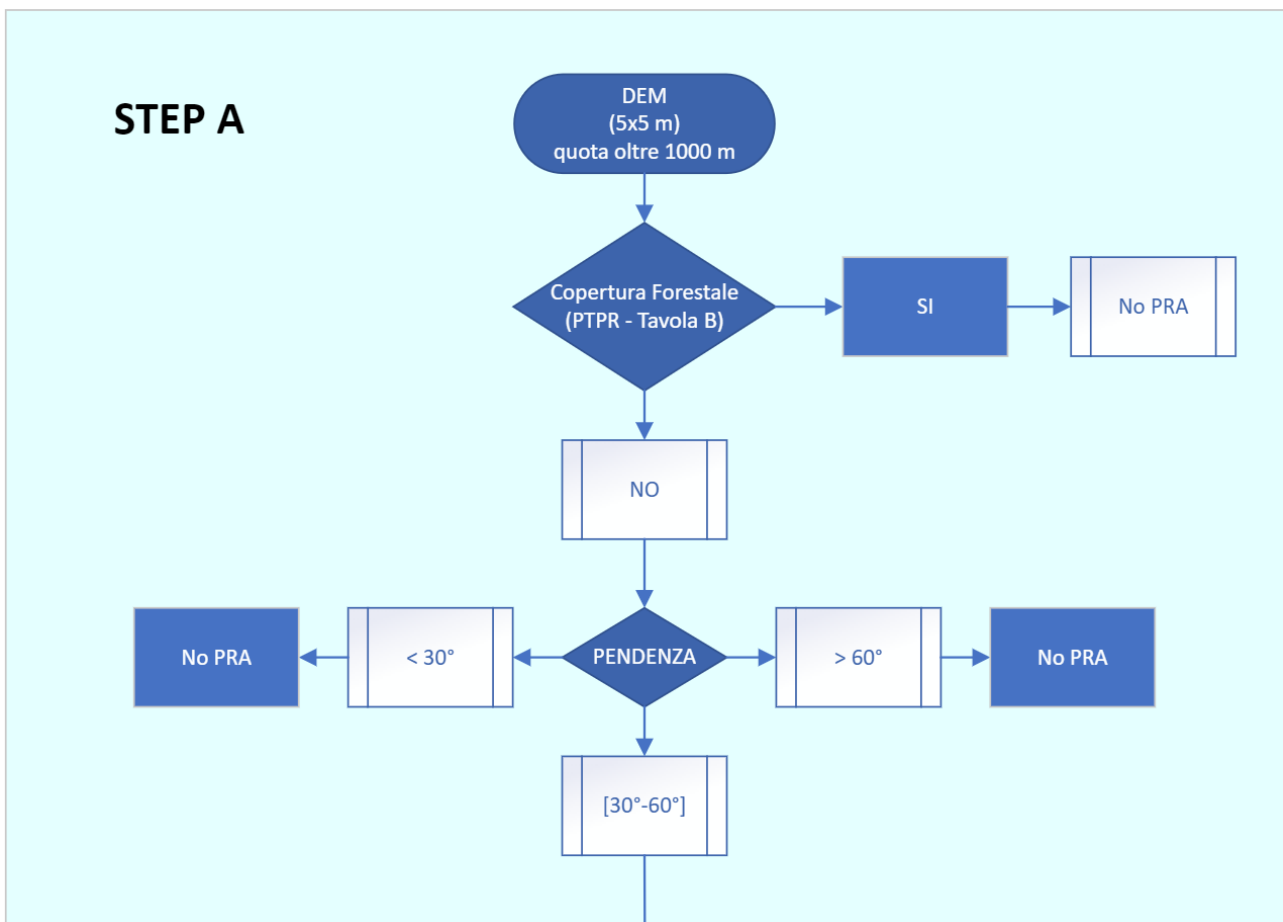 STEP A
DEM
(5x5 m)
quota oltre 1000 m
Copertura Forestale
(PTPR - Tavola B)
SI
No PRA
NO
No PRA
< 30°
PENDENZA
> 60°
No PRA
[30°-60°]